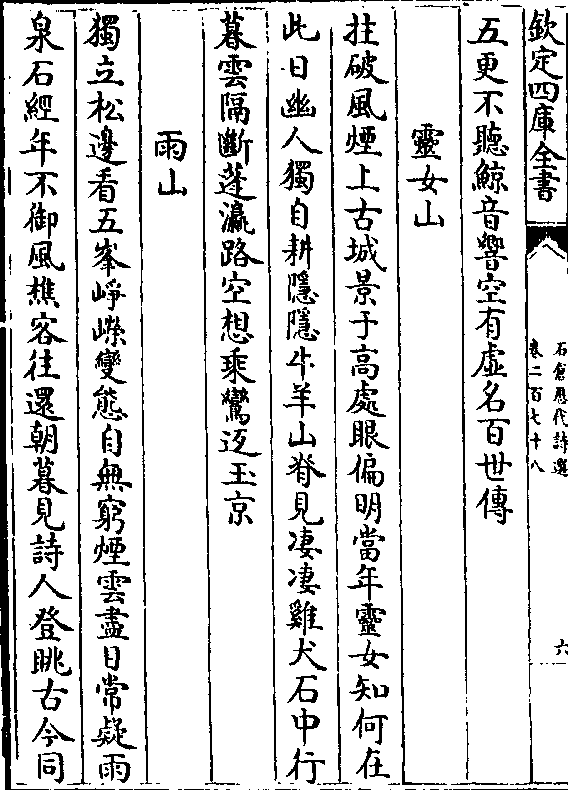 欽定四庫全書
石倉歷代詩選
卷二百七十八
六
五更不聽鯨音響空有虛名百世傳
靈女山
拄破風煙上古城景于高處眼偏明當年靈女知何在
此日幽人獨自耕隱隱牛羊山脊見凄凄雞犬石中行
暮雲隔斷蓬瀛路空想乘鸞返玉京
雨山
獨立松邊看五峯崢嶸變態自無窮煙雲盡日常疑雨
泉石經年不御風樵客往還朝暮見詩人登眺古今同